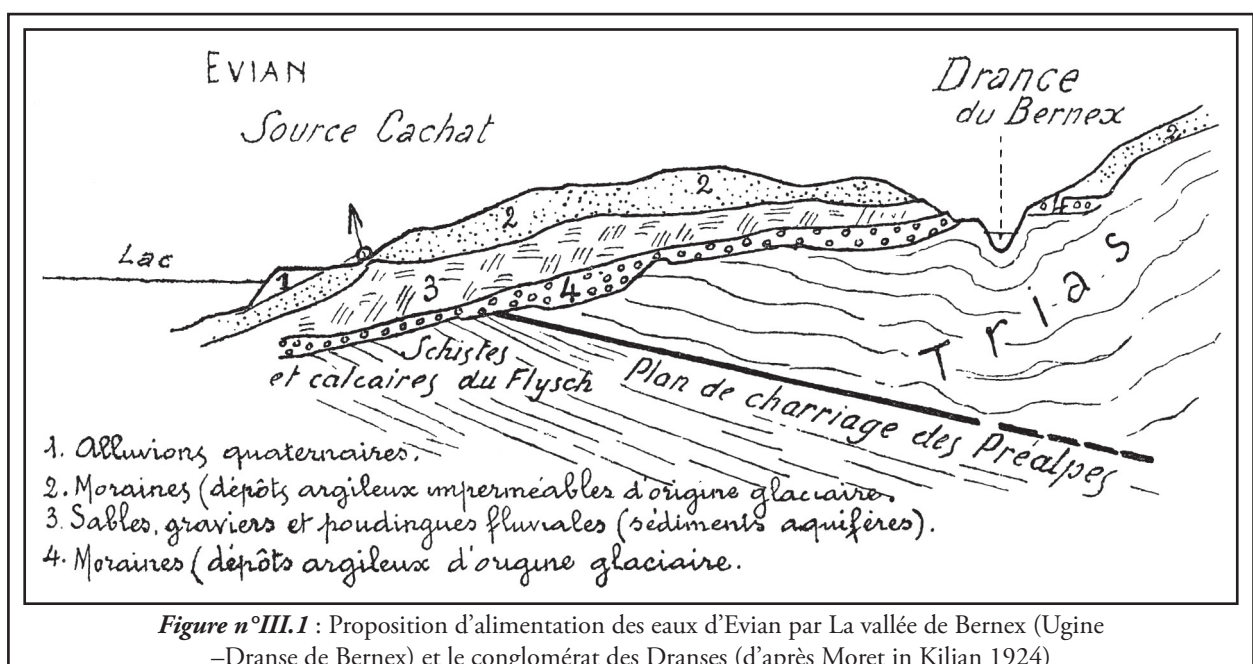 EVIAN
Source Cachat
Drance
du Bernex
Lac
1
2
2
2
3
4
4
Trias
Schistes
et calcaires du Flysch
Plan de charriage des Préalpes
1. Alluvions quaternaires.
2. Moraines (dépôts argileux imperméables d'origine glaciaire.
3. Sables, graviers et poudingues fluviales (sédiments aquifères).
4. Moraines (dépôts argileux d'origine glaciaire.
Figure n°III.1 : Proposition d'alimentation des eaux d'Evian par La vallée de Bernex (Ugine
–Dranse de Bernex) et le conglomérat des Dranses (d'après Moret in Kilian 1924)